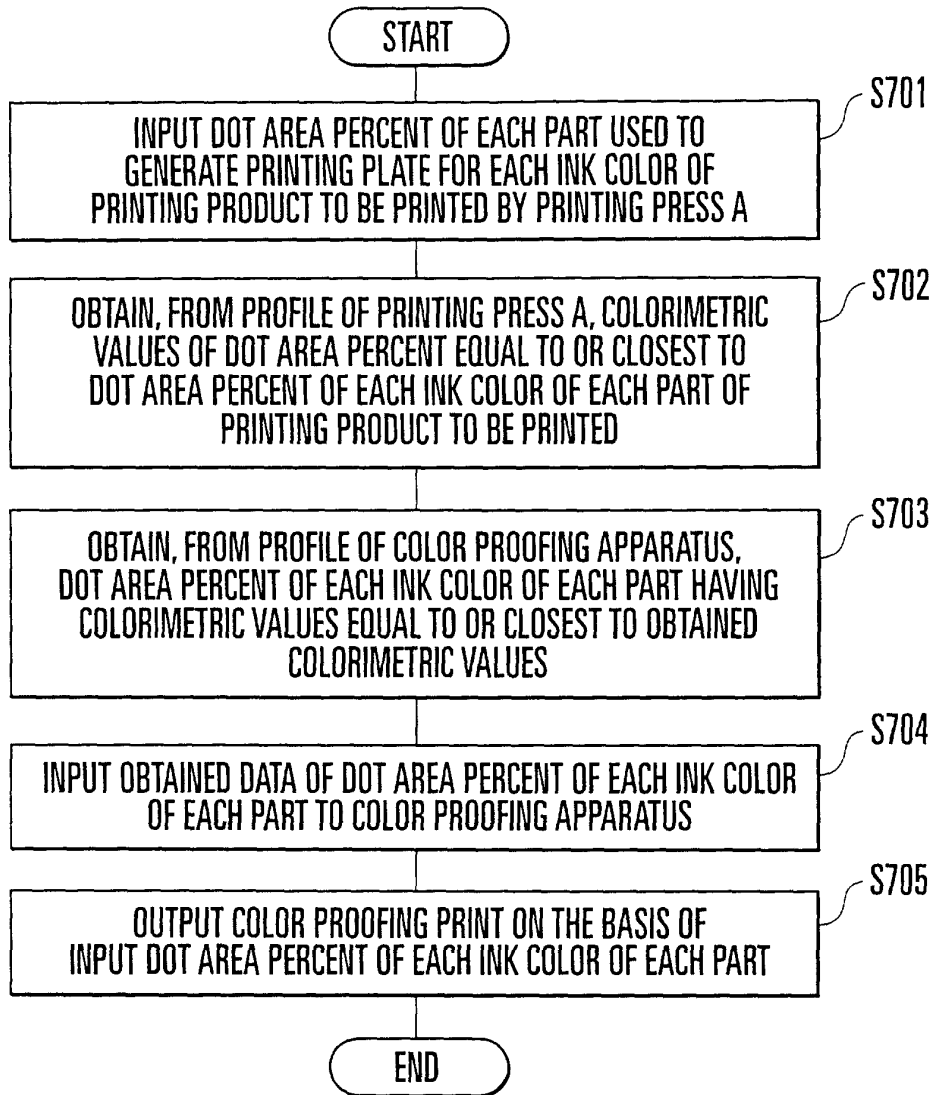 START
S701
INPUT DOT AREA PERCENT OF EACH PART USED TO
GENERATE PRINTING PLATE FOR EACH INK COLOR OF
PRINTING PRODUCT TO BE PRINTED BY PRINTING PRESS A
S702
OBTAIN, FROM PROFILE OF PRINTING PRESS A, COLORIMETRIC
VALUES OF DOT AREA PERCENT EQUAL TO OR CLOSEST TO
DOT AREA PERCENT OF EACH INK COLOR OF EACH PART OF
PRINTING PRODUCT TO BE PRINTED
S703
OBTAIN, FROM PROFILE OF COLOR PROOFING APPARATUS,
DOT AREA PERCENT OF EACH INK COLOR OF EACH PART HAVING
COLORIMETRIC VALUES EQUAL TO OR CLOSEST TO OBTAINED
COLORIMETRIC VALUES
S704
INPUT OBTAINED DATA OF DOT AREA PERCENT OF EACH INK COLOR
OF EACH PART TO COLOR PROOFING APPARATUS
S705
OUTPUT COLOR PROOFING PRINT ON THE BASIS OF
INPUT DOT AREA PERCENT OF EACH INK COLOR OF EACH PART
END